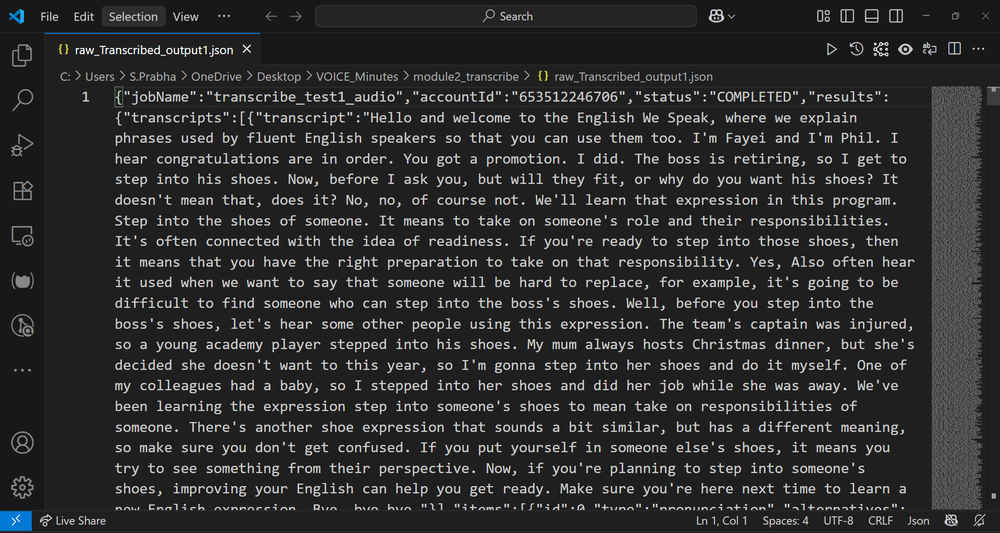 File Edit Selection View ··· Search
{} raw_Transcribed_output1.json
C: > Users > S.Prabha > OneDrive > Desktop > VOICE_Minutes > module2_transcribe > {} raw_Transcribed_output1.json
1 {"jobName":"transcribe_test1_audio","accountId":"653512246706","status":"COMPLETED","results":
{"transcripts":[{"transcript":"Hello and welcome to the English We Speak, where we explain
phrases used by fluent English speakers so that you can use them too. I'm Fayei and I'm Phil. I
hear congratulations are in order. You got a promotion. I did. The boss is retiring, so I get to
step into his shoes. Now, before I ask you, but will they fit, or why do you want his shoes? It
doesn't mean that, does it? No, no, of course not. We'll learn that expression in this program.
Step into the shoes of someone. It means to take on someone's role and their responsibilities.
It's often connected with the idea of readiness. If you're ready to step into those shoes, then
it means that you have the right preparation to take on that responsibility. Yes, Also often hear
it used when we want to say that someone will be hard to replace, for example, it's going to be
difficult to find someone who can step into the boss's shoes. Well, before you step into the
boss's shoes, let's hear some other people using this expression. The team's captain was injured,
so a young academy player stepped into his shoes. My mum always hosts Christmas dinner, but she's
decided she doesn't want to this year, so I'm gonna step into her shoes and do it myself. One of
my colleagues had a baby, so I stepped into her shoes and did her job while she was away. We've
been learning the expression step into someone's shoes to mean take on responsibilities of
someone. There's another shoe expression that sounds a bit similar, but has a different meaning,
so make sure you don't get confused. If you put yourself in someone else's shoes, it means you
try to see something from their perspective. Now, if you're planning to step into someone's
shoes, improving your English can help you get ready. Make sure you're here next time to learn a
new English expression. Bye, bye bye."}],"items":[{"id":0,"type":"pronunciation","alternatives":
Live Share Ln 1, Col 1 Spaces: 4 UTF-8 CRLF Json